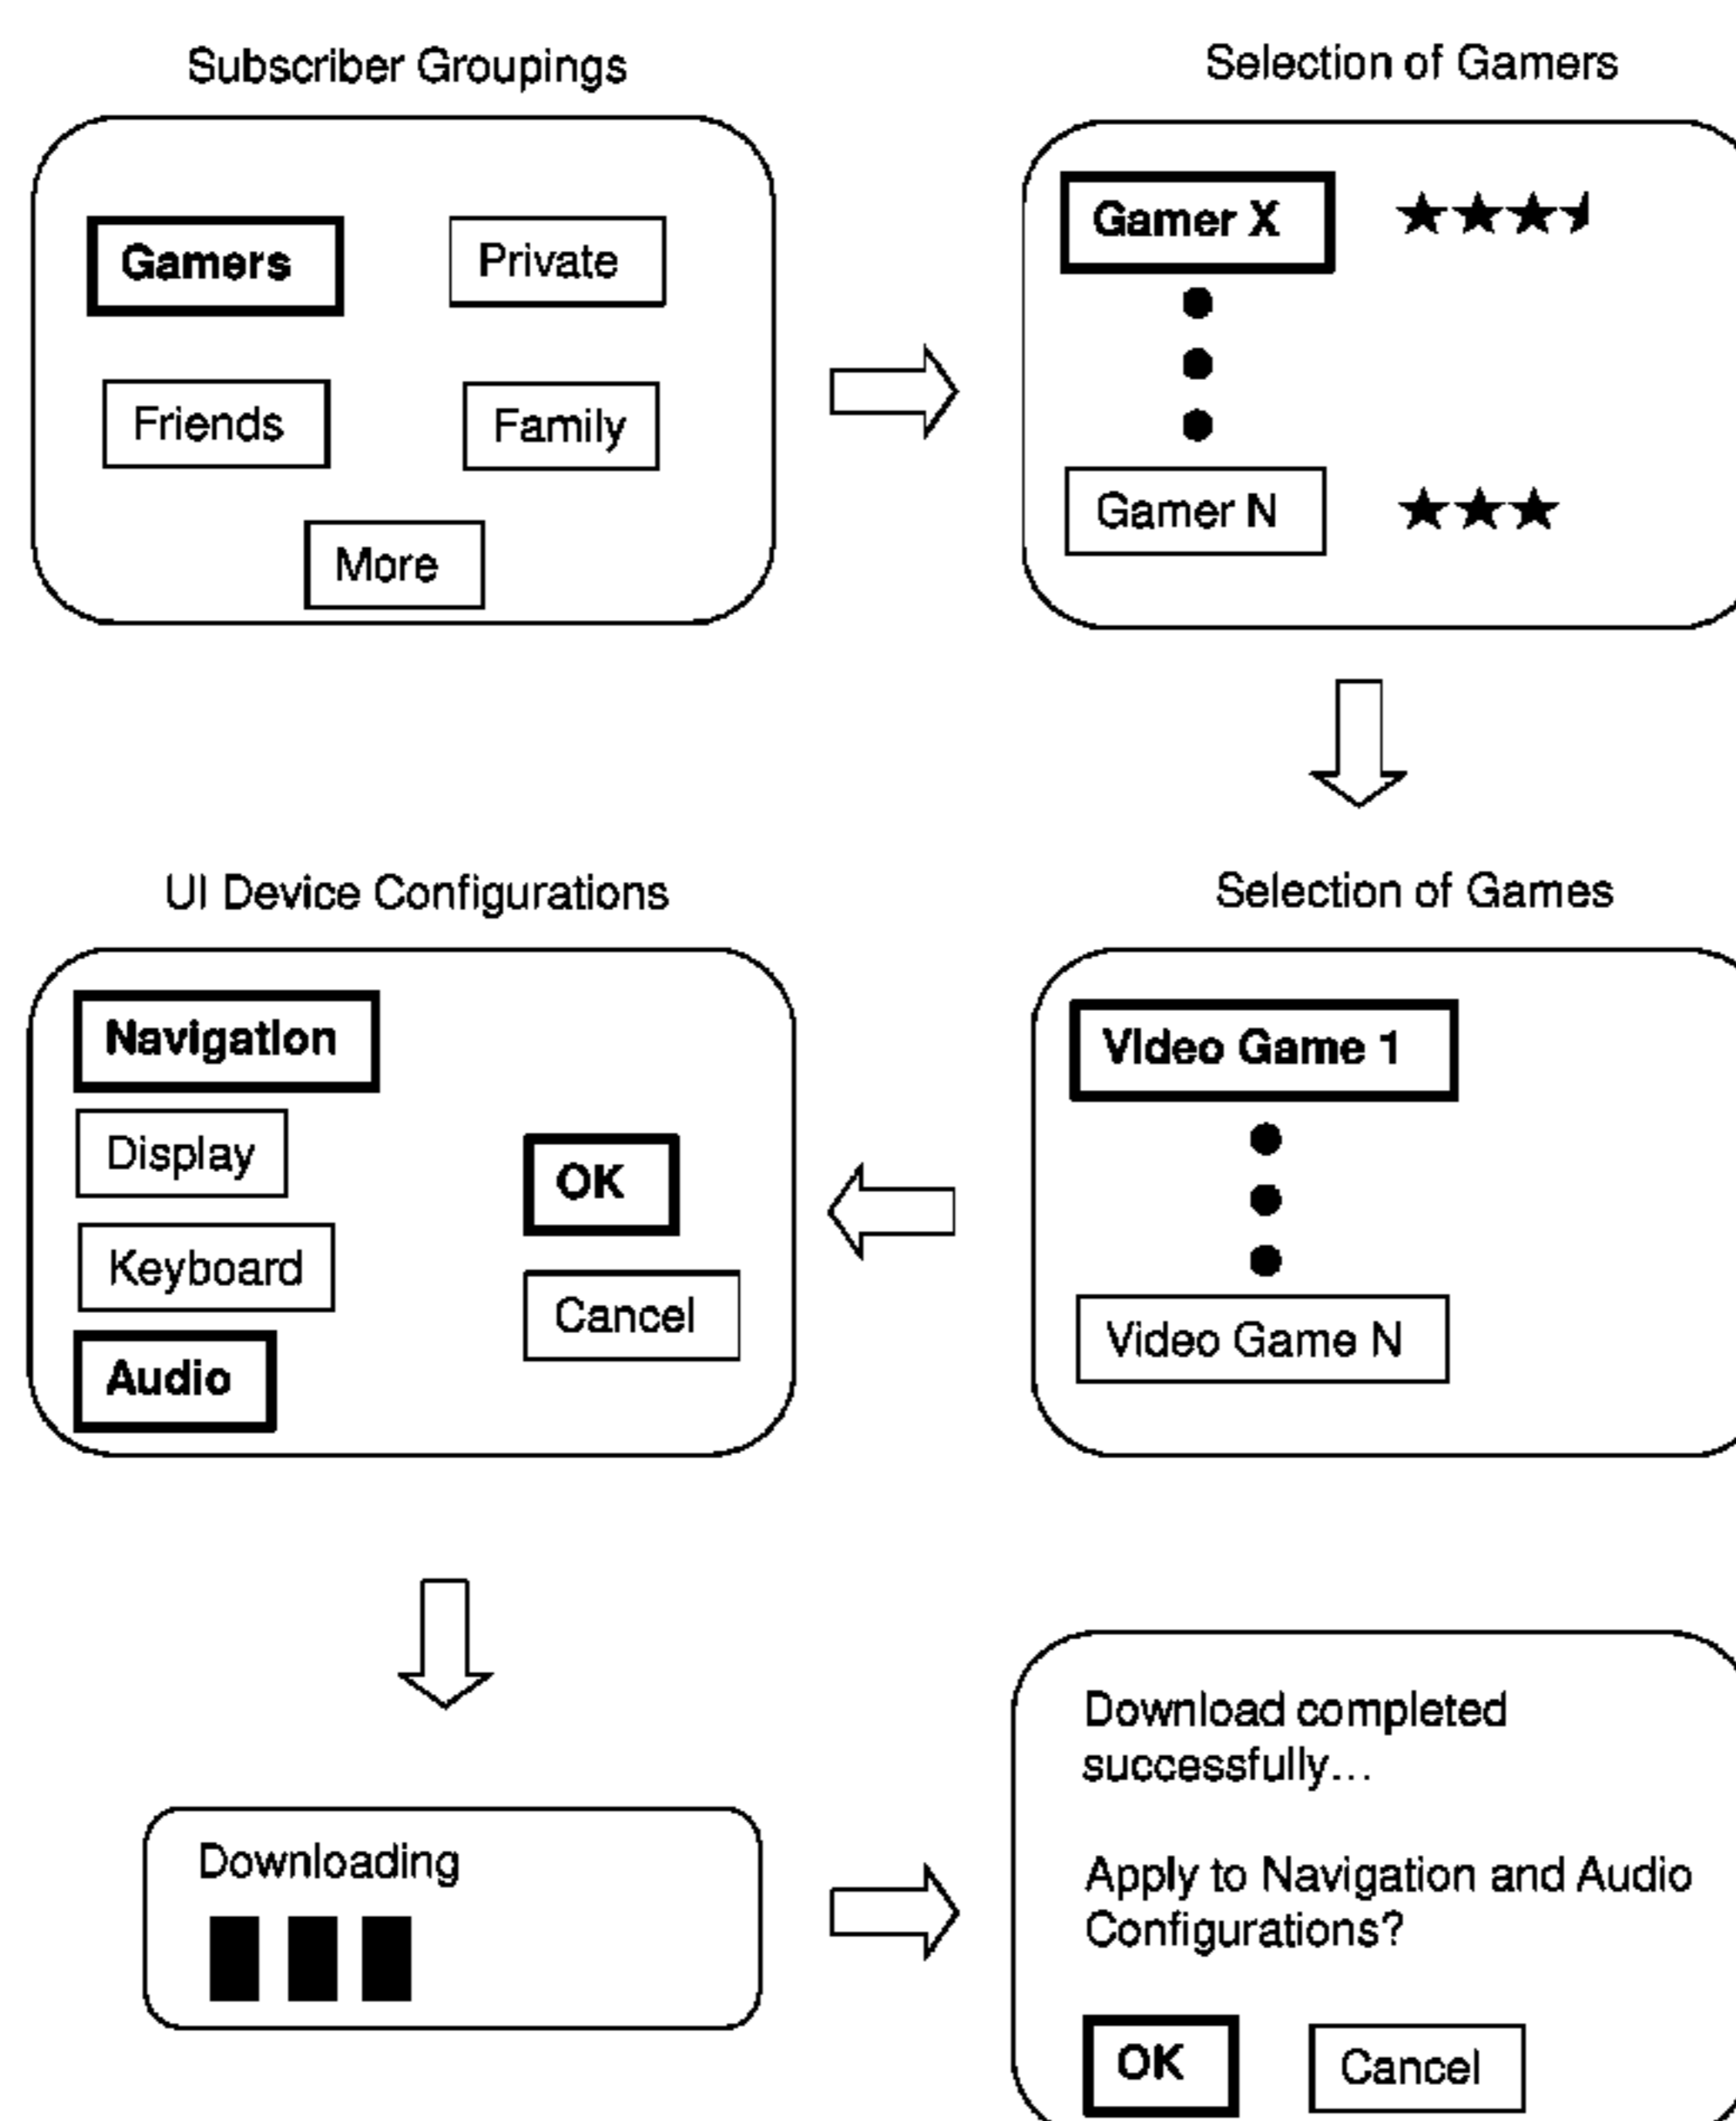 Subscriber Groupings
Gamers
Private
Friends
Family
More
Selection of Gamers
Gamer X
Gamer N
Selection of Games
Video Game 1
Video Game N
UI Device Configurations
Navigation
Display
Keyboard
Audio
OK
Cancel
Downloading
Download completed
successfully...
Apply to Navigation and Audio
Configurations?
OK
Cancel